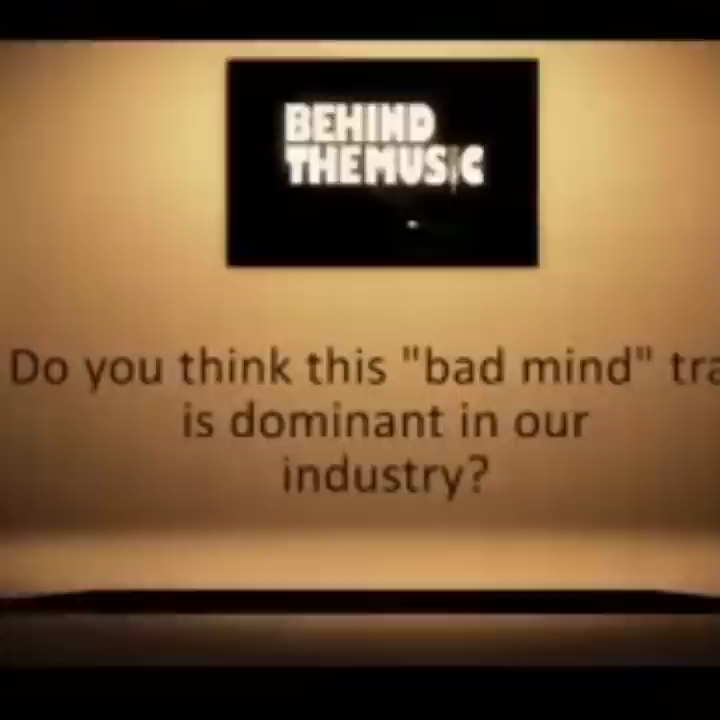 BEHIND
THE MUSIC
Do you think this "bad mind"
is dominant in our
industry?